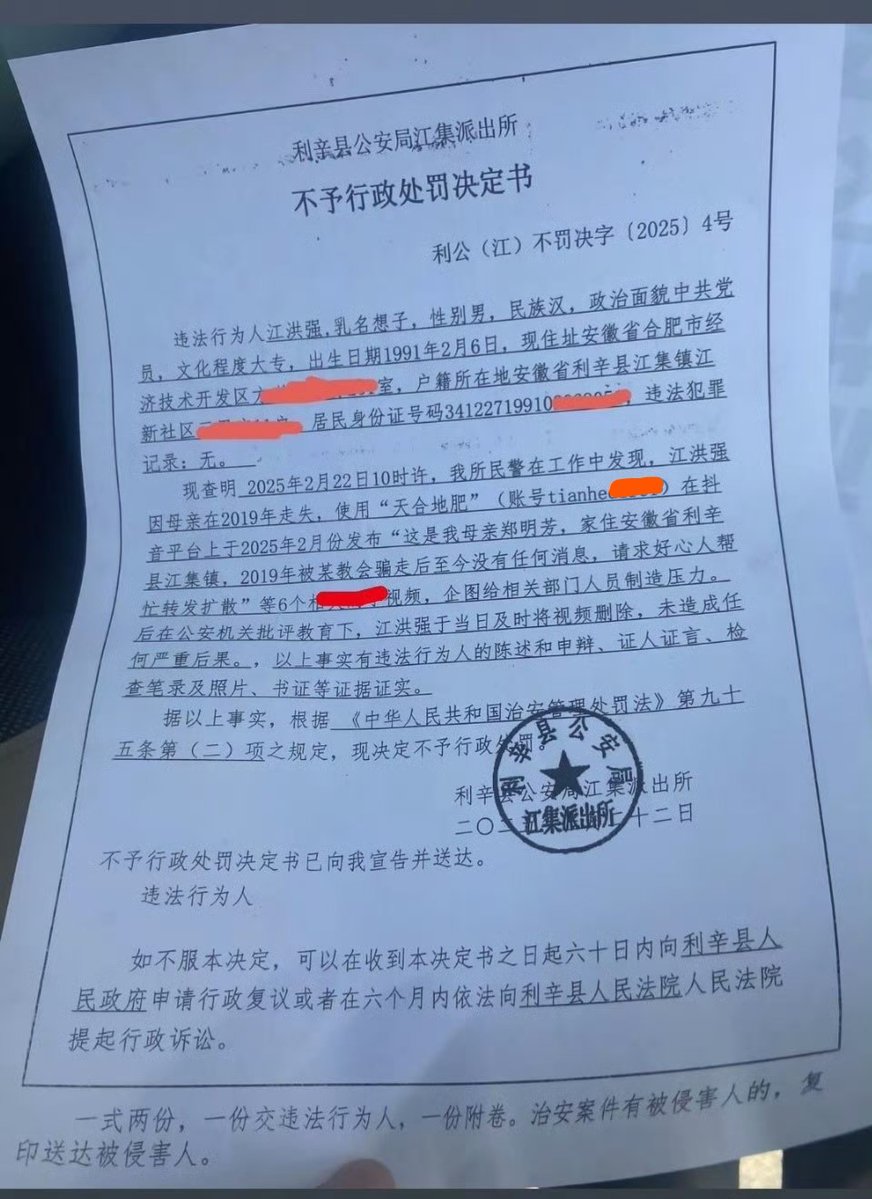 利辛县公安局江集派出所
不予行政处罚决定书
利公（江）不罚决字〔2025〕4号
违法行为人江洪强,乳名想子，性别男，民族汉，政治面貌中共党
员，文化程度大专，出生日期1991年2月6日，现住址安徽省合肥市经
济技术开发区方 室，户籍所在地安徽省利辛县江集镇江
新社区 居民身份证号码34122719910 ，违法犯罪
记录：无。
现查明 2025年2月22日10时许，我所民警在工作中发现，江洪强
因母亲在2019年走失，使用“天合地肥”（账号tianhe ）在抖
音平台上于2025年2月份发布“这是我母亲郑明芳，家住安徽省利辛
县江集镇，2019年被某教会骗走后至今没有任何消息，请求好心人帮
忙转发扩散”等6个相 视频，企图给相关部门人员制造压力。
后在公安机关批评教育下，江洪强于当日及时将视频删除，未造成任
何严重后果。，以上事实有违法行为人的陈述和申辩、证人证言、检
查笔录及照片、书证等证据证实。
据以上事实，根据 《中华人民共和国治安管理处罚法》第九十
五条第（二）项之规定，现决定不予行政处罚。
利辛县公安局江集派出所
二〇二 二十二日
利辛县公安局
江集派出所
不予行政处罚决定书已向我宣告并送达。
违法行为人
如不服本决定，可以在收到本决定书之日起六十日内向利辛县人
民政府申请行政复议或者在六个月内依法向利辛县人民法院人民法院
提起行政诉讼。
一式两份，一份交违法行为人，一份附卷。治安案件有被侵害人的，复
印送达被侵害人。